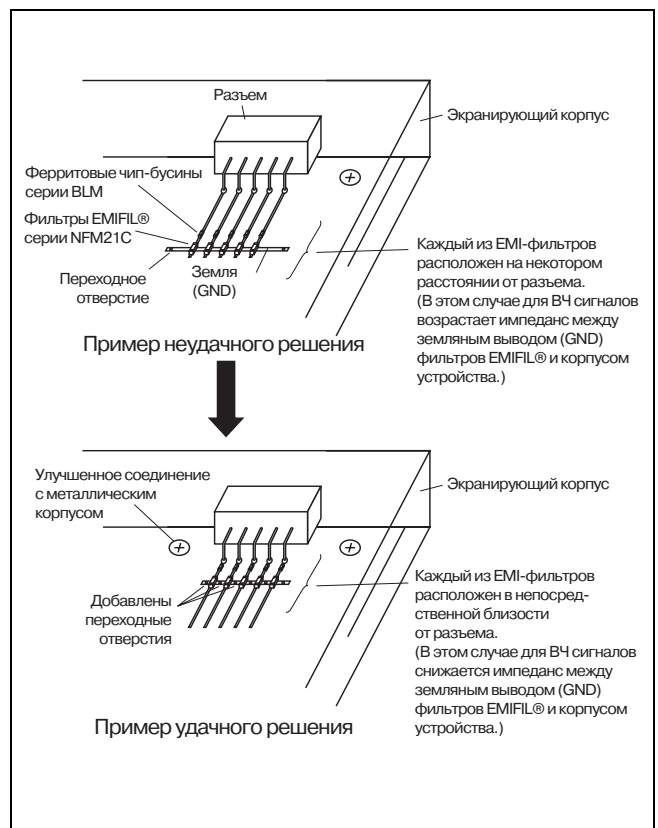 Разъем
Экранирующий корпус
Ферритовые чип-бусины
серии BLM
Фильтры EMIFIL®
серии NFM21C
Переходное
отверстие
Земля
(GND)
Каждый из EMI-фильтров
расположен на некотором
расстоянии от разъема.
(В этом случае для ВЧ сигналов
возрастает импеданс между
земляным выводом (GND)
фильтров EMIFIL® и корпусом
устройства.)
Пример неудачного решения
Улучшенное соединение
с металлическим
корпусом
Экранирующий корпус
Добавлены
переходные
отверстия
Каждый из EMI-фильтров
расположен в непосред-
ственной близости
от разъема.
(В этом случае для ВЧ сигналов
снижается импеданс между
земляным выводом (GND)
фильтров EMIFIL® и корпусом
устройства.)
Пример удачного решения